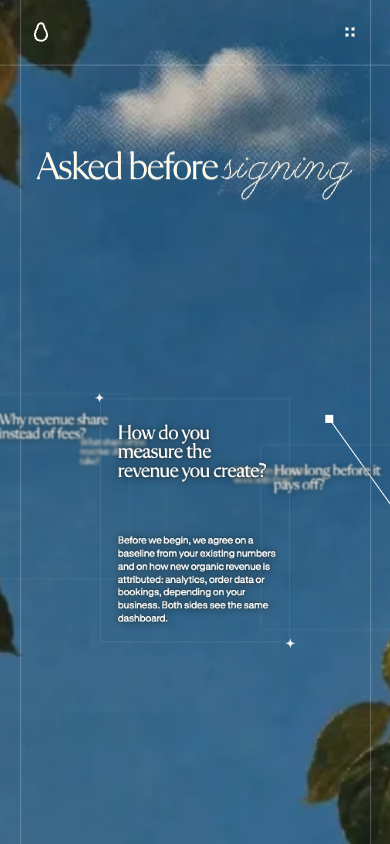 Asked before signing
Why revenue share
instead of fees?
How do you
measure the
revenue you create?
How long before it
pays off?
Before we begin, we agree on a
baseline from your existing numbers
and on how new organic revenue is
attributed: analytics, order data or
bookings, depending on your
business. Both sides see the same
dashboard.